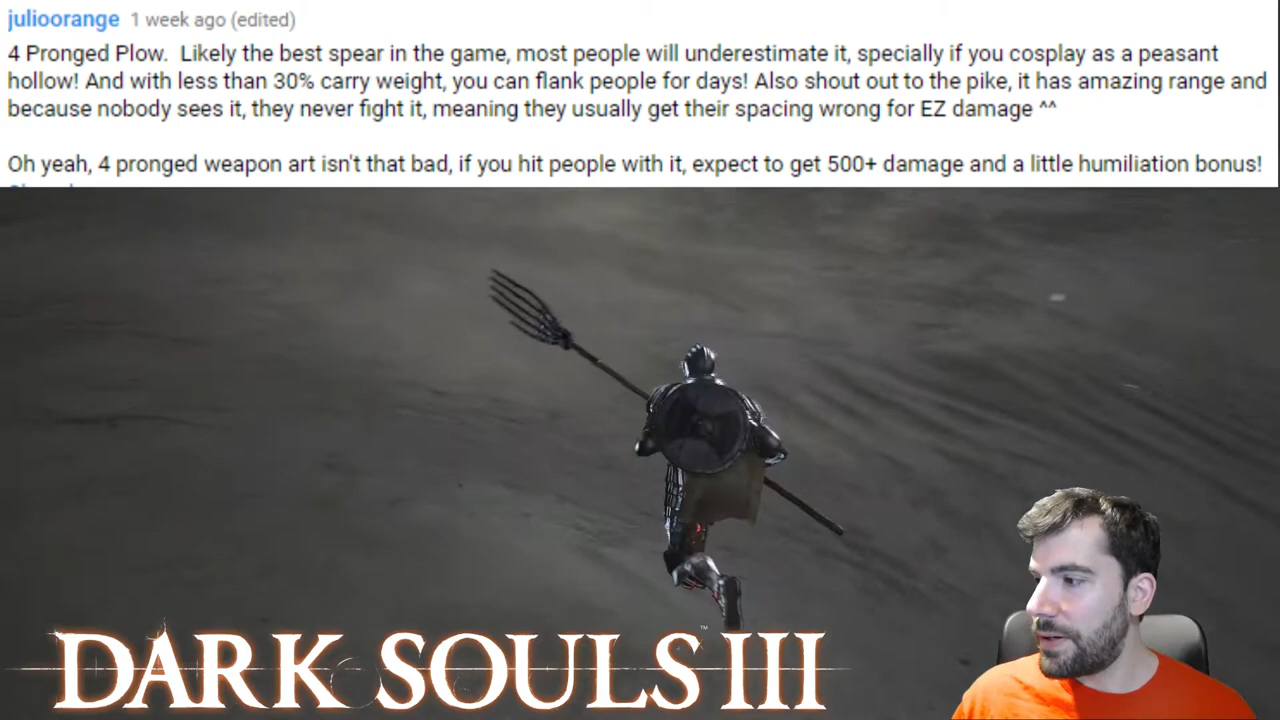 julioorange 1 week ago (edited)
4 Pronged Plow. Likely the best spear in the game, most people will underestimate it, specially if you cosplay as a peasant
hollow! And with less than 30% carry weight, you can flank people for days! Also shout out to the pike, it has amazing range and
because nobody sees it, they never fight it, meaning they usually get their spacing wrong for EZ damage ^^
Oh yeah, 4 pronged weapon art isn't that bad, if you hit people with it, expect to get 500+ damage and a little humiliation bonus!
DARK SOULS III™